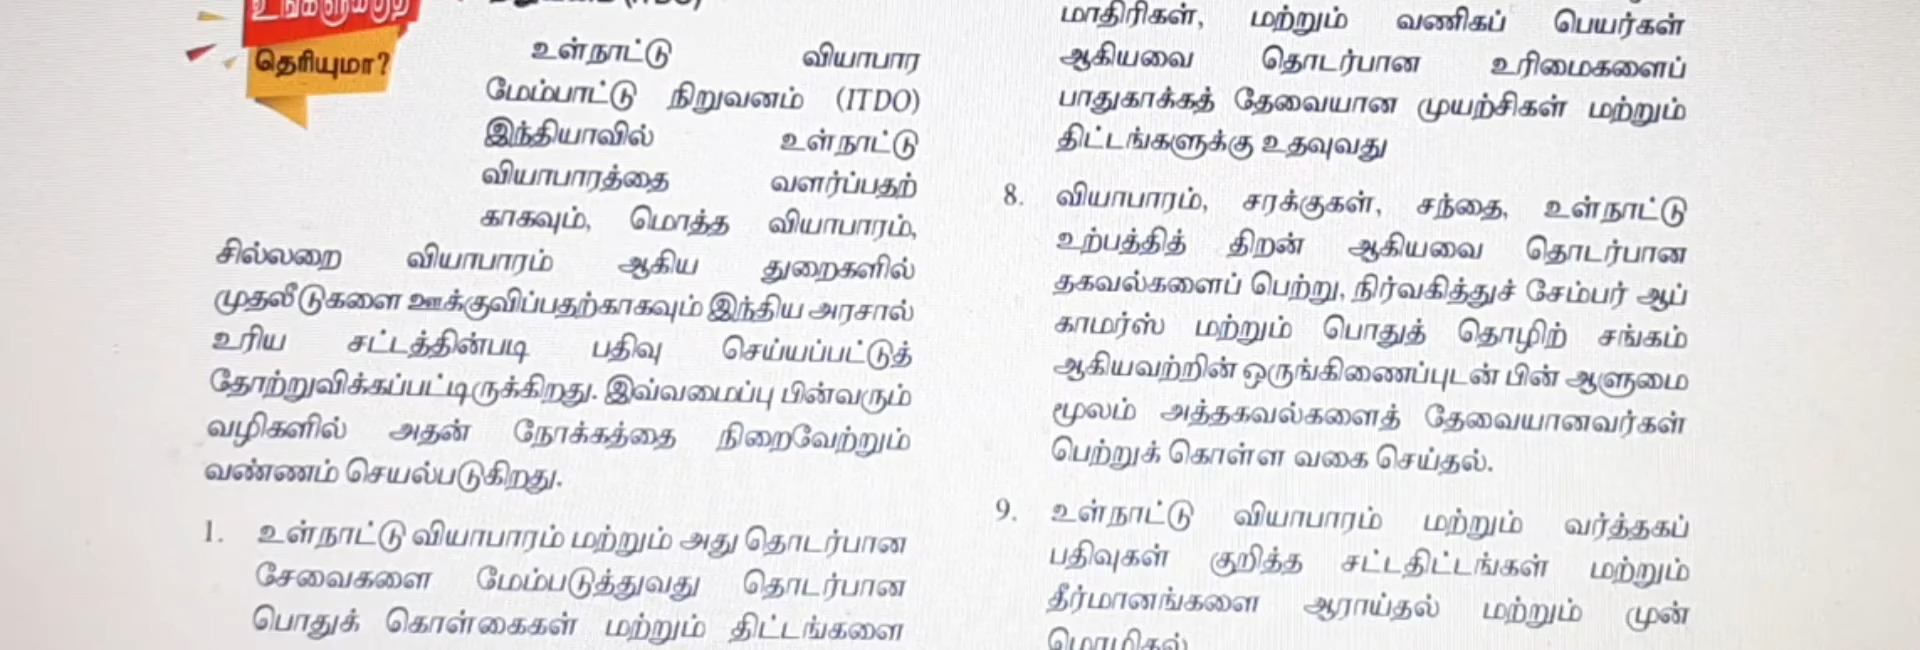 உங்களுக்குத்
தெரியுமா?
(ITDO)
உள்நாட்டு வியாபார
மேம்பாட்டு நிறுவனம் (ITDO)
இந்தியாவில் உள்நாட்டு
வியாபாரத்தை வளர்ப்பதற்
காகவும், மொத்த வியாபாரம்,
சில்லறை வியாபாரம் ஆகிய துறைகளில்
முதலீடுகளை ஊக்குவிப்பதற்காகவும் இந்திய அரசால்
உரிய சட்டத்தின்படி பதிவு செய்யப்பட்டுத்
தோற்றுவிக்கப்பட்டிருக்கிறது. இவ்வமைப்பு பின்வரும்
வழிகளில் அதன் நோக்கத்தை நிறைவேற்றும்
வண்ணம் செயல்படுகிறது.
1. உள்நாட்டு வியாபாரம் மற்றும் அது தொடர்பான
சேவைகளை மேம்படுத்துவது தொடர்பான
பொதுக் கொள்கைகள் மற்றும் திட்டங்களை
மாதிரிகள், மற்றும் வணிகப் பெயர்கள்
ஆகியவை தொடர்பான உரிமைகளைப்
பாதுகாக்கத் தேவையான முயற்சிகள் மற்றும்
திட்டங்களுக்கு உதவுவது
8. வியாபாரம், சரக்குகள், சந்தை, உள்நாட்டு
உற்பத்தித் திறன் ஆகியவை தொடர்பான
தகவல்களைப் பெற்று, நிர்வகித்துச் சேம்பர் ஆப்
காமர்ஸ் மற்றும் பொதுத் தொழிற் சங்கம்
ஆகியவற்றின் ஒருங்கிணைப்புடன் பின் ஆளுமை
மூலம் அத்தகவல்களைத் தேவையானவர்கள்
பெற்றுக் கொள்ள வகை செய்தல்.
9. உள்நாட்டு வியாபாரம் மற்றும் வர்த்தகப்
பதிவுகள் குறித்த சட்டதிட்டங்கள் மற்றும்
தீர்மானங்களை ஆராய்தல் மற்றும் முன்